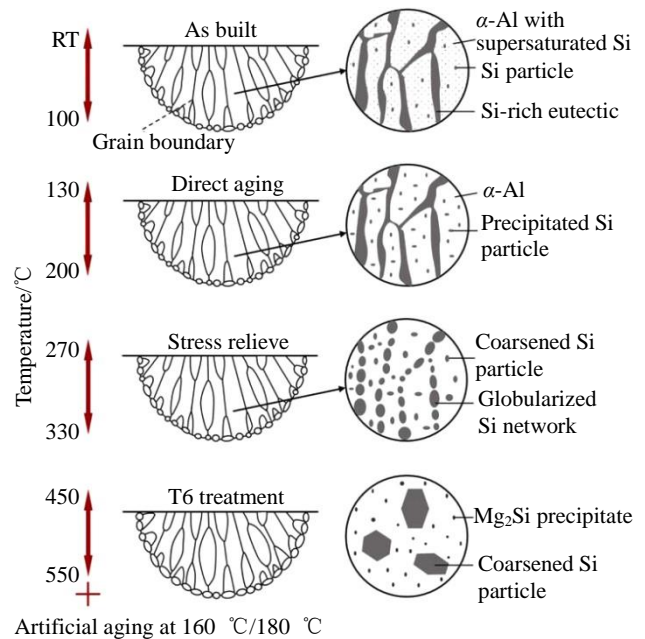 RT
As built
α-Al with
supersaturated Si
Si particle
100
Si-rich eutectic
Grain boundary
130
Direct aging
α-Al
Precipitated Si
particle
200
Temperature/℃
270
Stress relieve
Coarsened Si
particle
Globularized
Si network
330
450
T6 treatment
Mg₂Si precipitate
550
Coarsened Si
particle
Artificial aging at 160 ℃/180 ℃